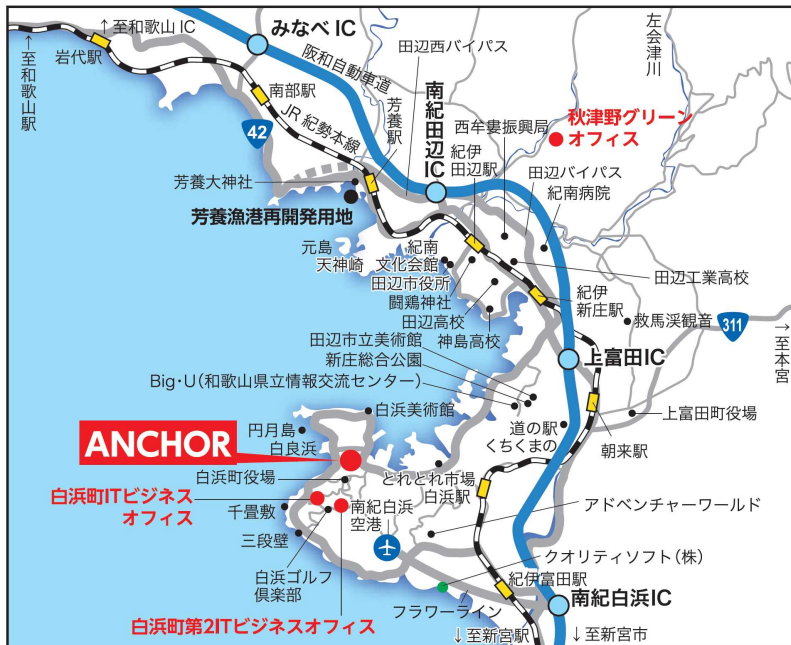 ↑至和歌山IC
みなべIC
田辺西バイパス
左会津川
↑至和歌山駅
岩代駅
阪和自動車道
南部駅
芳養駅
南紀田辺IC
西牟婁振興局
秋津野グリーン
オフィス
42
JR紀勢本線
紀伊
田辺駅
田辺バイパス
紀南病院
芳養大神社
芳養漁港再開発用地
元島
天神崎
紀南
文化会館
田辺市役所
闘鶏神社
田辺高校
神島高校
田辺工業高校
紀伊
新庄駅
救馬渓観音
311
→至本宮
田辺市立美術館
新庄総合公園
Big・U(和歌山県立情報交流センター)
上富田IC
白浜美術館
円月島
白良浜
ANCHOR
道の駅
くちくまの
上富田町役場
朝来駅
白浜町役場
とれとれ市場
白浜駅
白浜町ITビジネス
オフィス
南紀白浜
空港
アドベンチャーワールド
千畳敷
三段壁
白浜ゴルフ
倶楽部
クオリティソフト(株)
紀伊富田駅
南紀白浜IC
フラワーライン
白浜町第2ITビジネスオフィス
↓至新宮駅
↓至新宮市